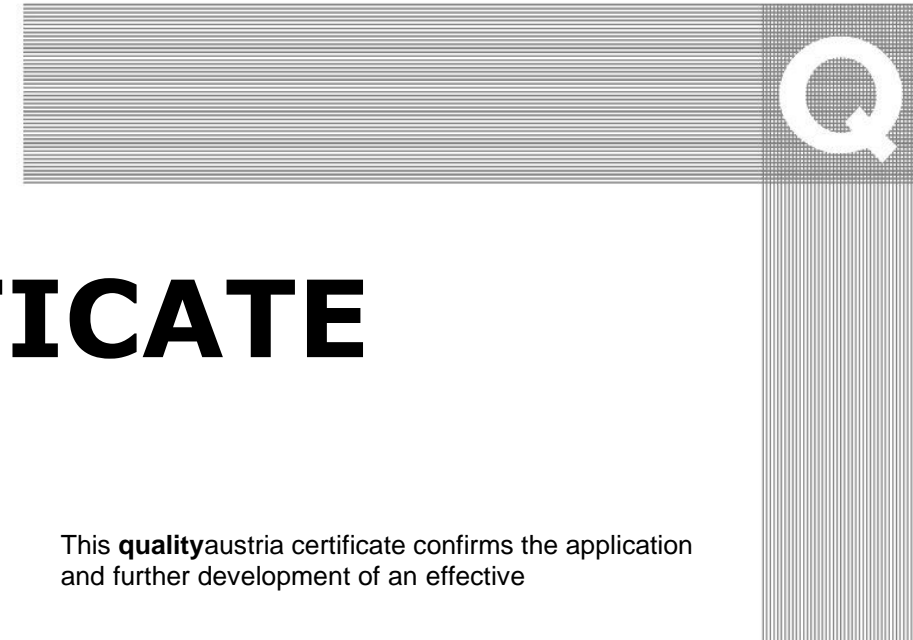 Q
TICATE
This qualityaustria certificate confirms the application
and further development of an effective